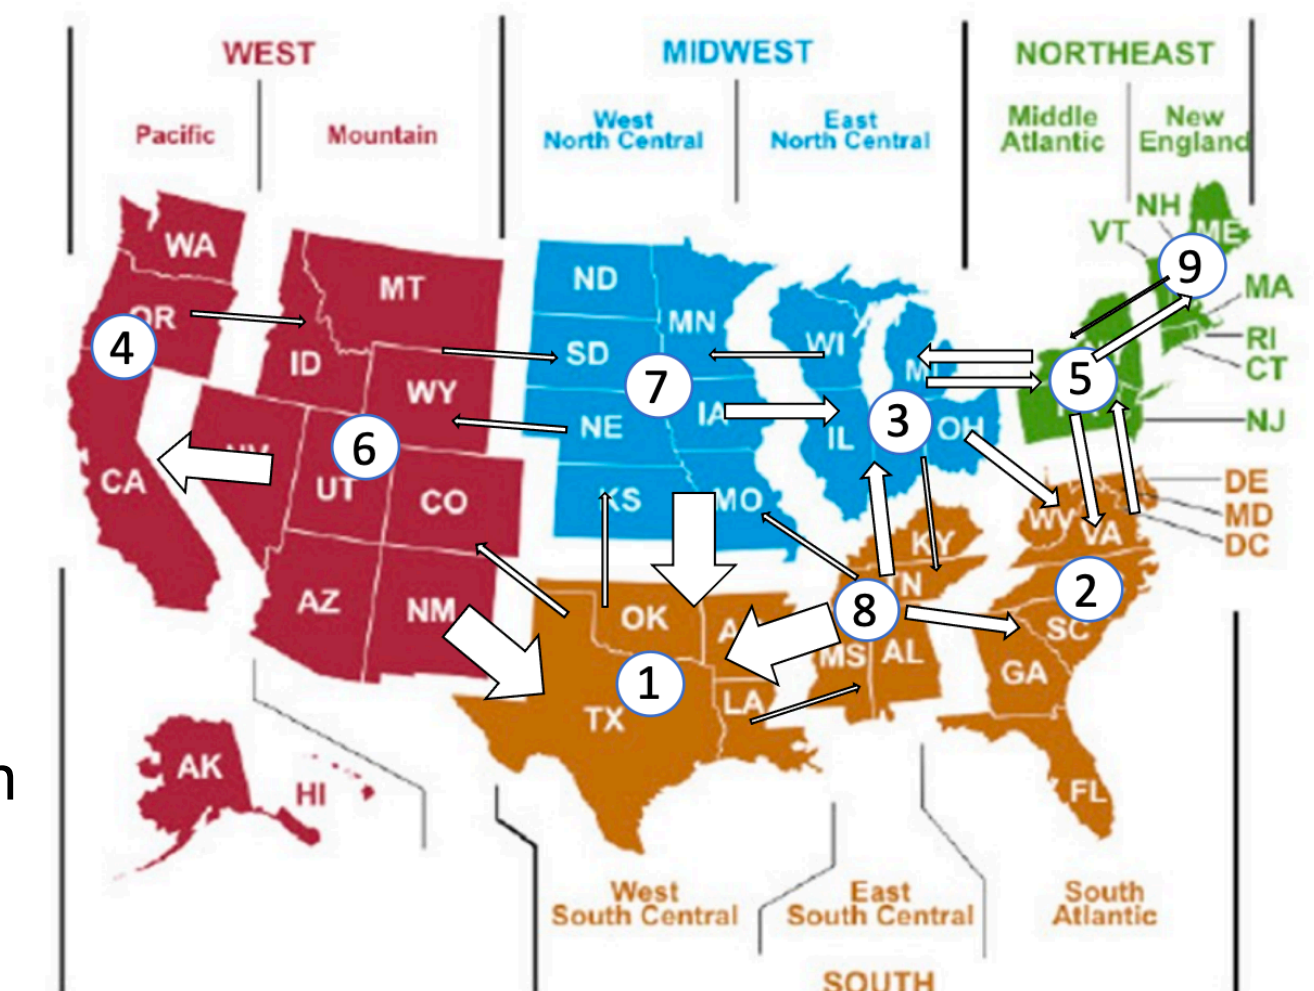 WEST
MIDWEST
NORTHEAST
Pacific
Mountain
West
North Central
East
North Central
Middle
Atlantic
New
England
WA
OR
4
CA
MT
ID
WY
6
NV
UT
CO
AZ
NM
AK
HI
ND
MN
SD
7
NE
IA
KS
MO
WI
IL
3
OH
NH
VT
ME
9
MA
RI
CT
5
NJ
DE
MD
DC
WV
VA
KY
TN
2
8
SC
OK
MS
AL
GA
1
TX
LA
FL
n
West
South Central
East
South Central
South
Atlantic
SOUTH